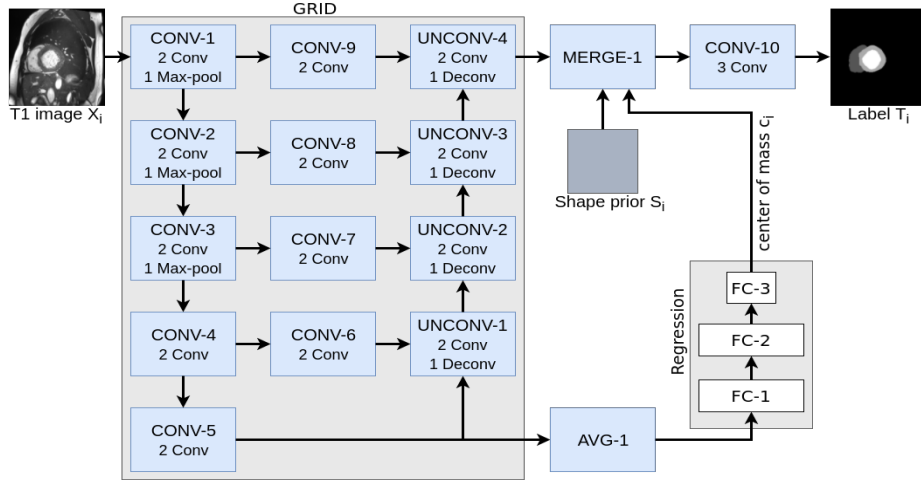 GRID
CONV-1
2 Conv
1 Max-pool
CONV-9
2 Conv
UNCONV-4
2 Conv
1 Deconv
MERGE-1
CONV-10
3 Conv
T1 image Xi
Label Ti
CONV-2
2 Conv
1 Max-pool
CONV-8
2 Conv
UNCONV-3
2 Conv
1 Deconv
Shape prior Si
center of mass ci
CONV-3
2 Conv
1 Max-pool
CONV-7
2 Conv
UNCONV-2
2 Conv
1 Deconv
CONV-4
2 Conv
CONV-6
2 Conv
UNCONV-1
2 Conv
1 Deconv
Regression
FC-3
FC-2
FC-1
CONV-5
2 Conv
AVG-1